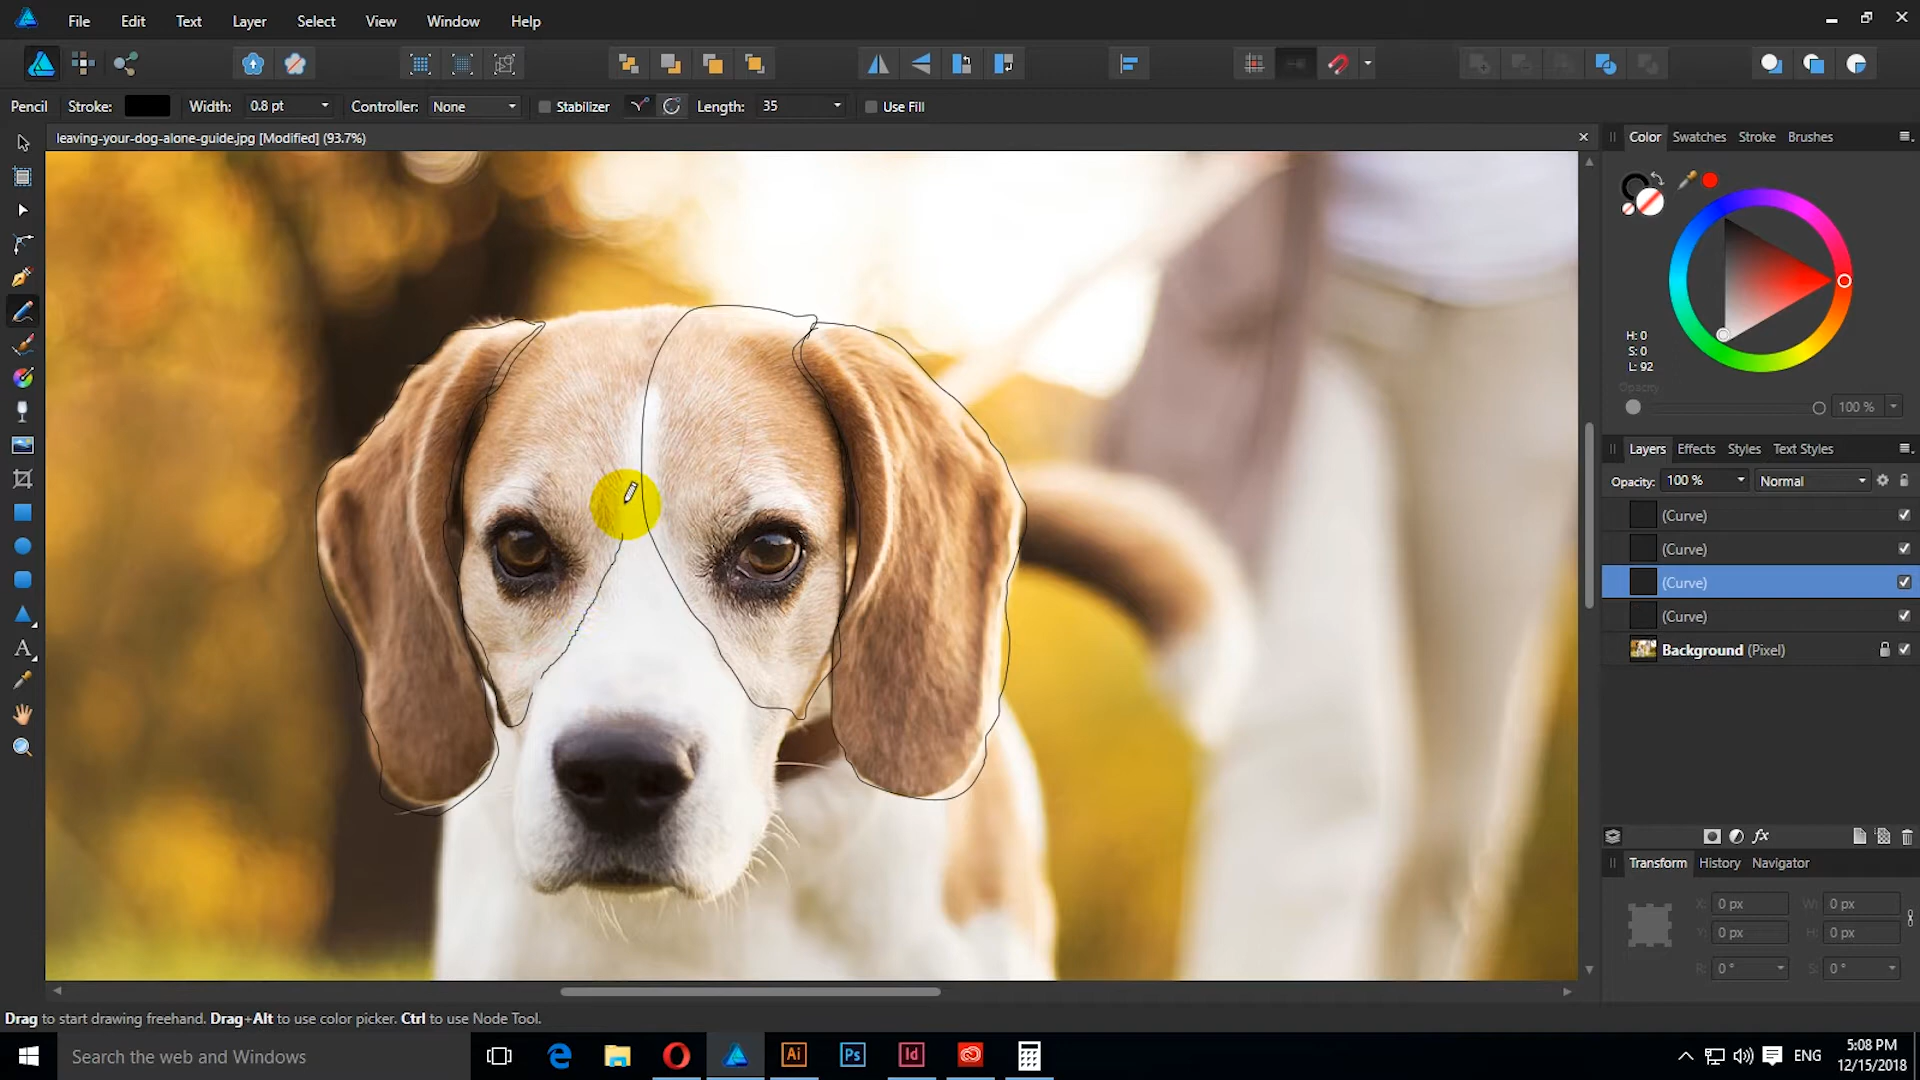 File Edit Text Layer Select View Window Help
Pencil Stroke: Width: 0.8 pt Controller: None Stabilizer Length: 35 Use Fill
leaving-your-dog-alone-guide.jpg [Modified] (93.7%)
Color Swatches Stroke Brushes
H: 0
S: 0
L: 92
Opacity
100 %
Layers Effects Styles Text Styles
Opacity: 100 % Normal
(Curve)
(Curve)
(Curve)
(Curve)
Background (Pixel)
Transform History Navigator
X: 0 px W: 0 px
Y: 0 px H: 0 px
R: 0 ° S: 0 °
Drag to start drawing freehand. Drag+Alt to use color picker. Ctrl to use Node Tool.
Search the web and Windows
Ai Ps Id
ENG
5:08 PM
12/15/2018